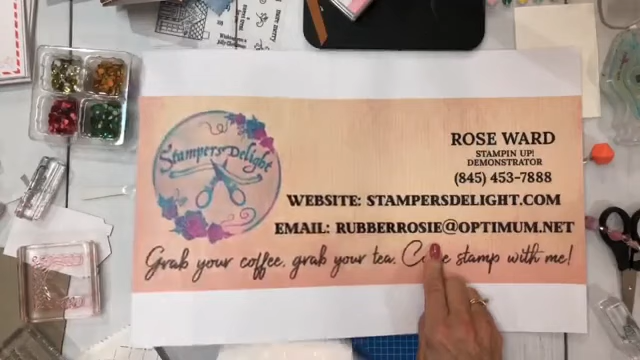 Stampers Delight
ROSE WARD
STAMPIN UP!
DEMONSTRATOR
(845) 453-7888
WEBSITE: STAMPERSDELIGHT.COM
EMAIL: RUBBERROSIE@OPTIMUM.NET
Grab your coffee, grab your tea. stamp with me!